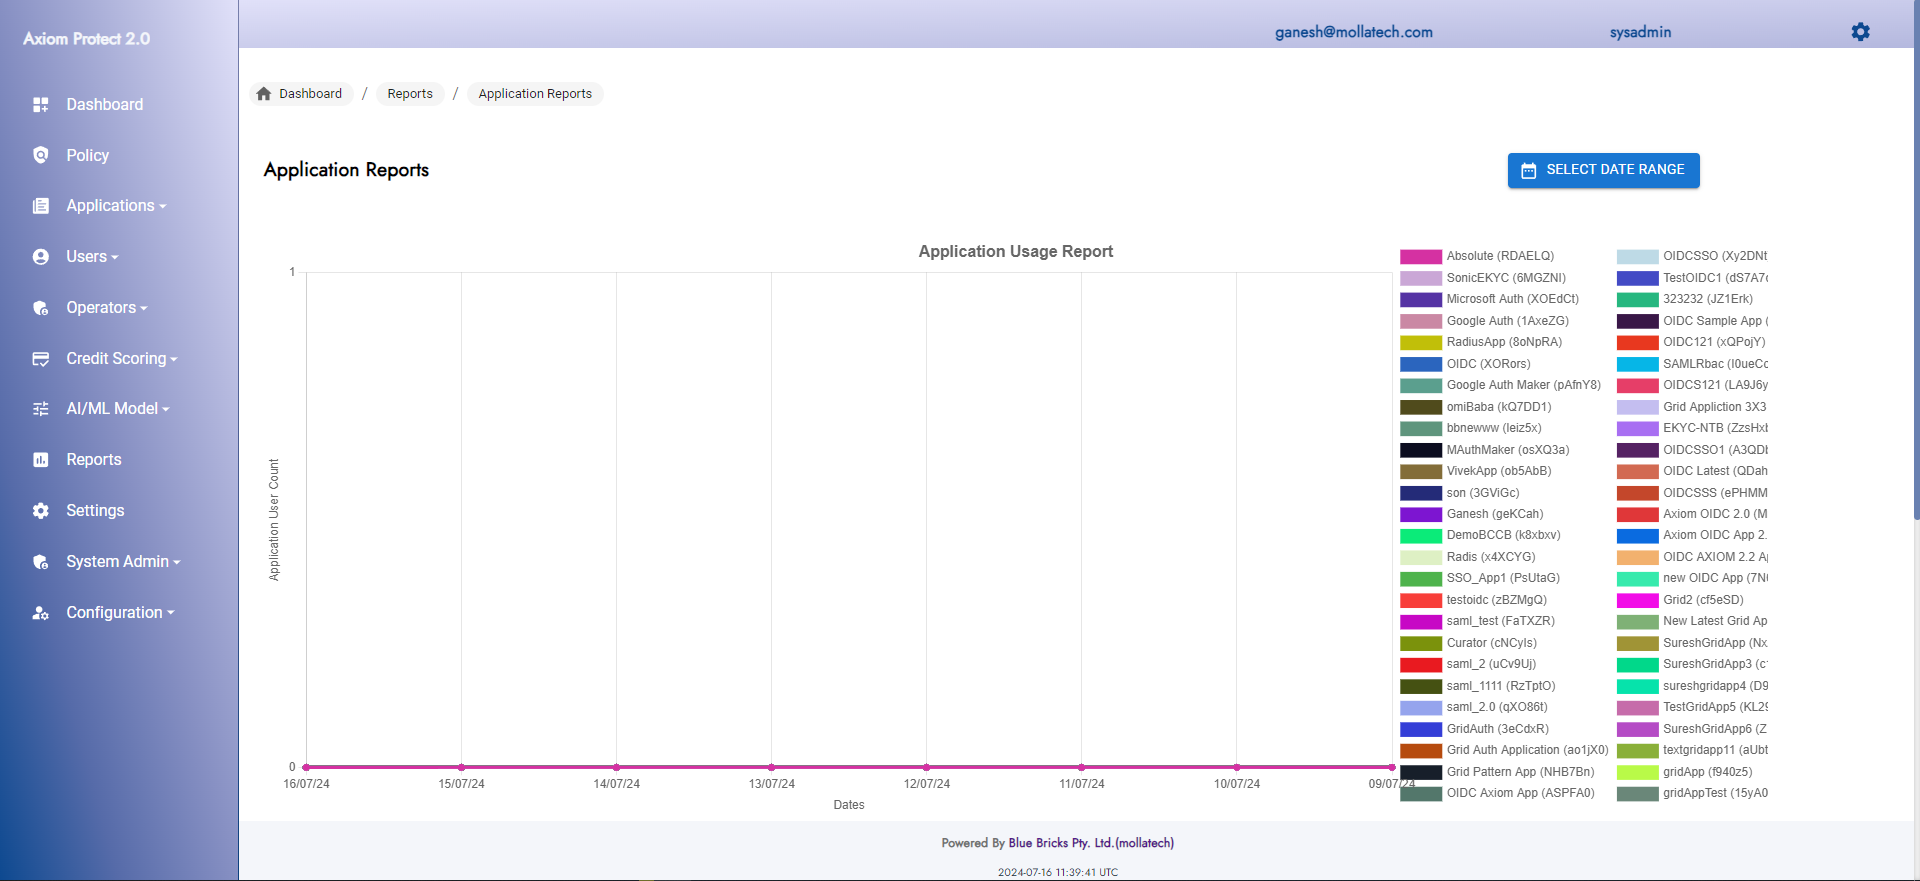 Axiom Protect 2.0
ganesh@mollatech.com
sysadmin
Dashboard
Policy
Applications
Users
Operators
Credit Scoring
AI/ML Model
Reports
Settings
System Admin
Configuration
Dashboard / Reports / Application Reports
Application Reports
SELECT DATE RANGE
Application Usage Report
1
0
Application User Count
16/07/24 15/07/24 14/07/24 13/07/24 12/07/24 11/07/24 10/07/24 09/07/24
Dates
Absolute (RDAELQ)
SonicEKYC (6MGZNI)
Microsoft Auth (XOEdCt)
Google Auth (1AxeZG)
RadiusApp (8oNpRA)
OIDC (XORors)
Google Auth Maker (pAfnY8)
omiBaba (kQ7DD1)
bbnewww (leiz5x)
MAuthMaker (osXQ3a)
VivekApp (ob5AbB)
son (3GViGc)
Ganesh (geKCah)
DemoBCCB (k8xbxv)
Radis (x4XCYG)
SSO_App1 (PsUtaG)
testoidc (zBZMgQ)
saml_test (FaTXZR)
Curator (cNCyls)
saml_2 (uCv9Uj)
saml_1111 (RzTptO)
saml_2.0 (qXO86t)
GridAuth (3eCdxR)
Grid Auth Application (ao1jX0)
Grid Pattern App (NHB7Bn)
OIDC Axiom App (ASPFA0)
OIDCSSO (Xy2DNt
TestOIDC1 (dS7A7
323232 (JZ1Erk)
OIDC Sample App (
OIDC121 (xQPojY)
SAMLRbac (I0ueCc
OIDCS121 (LA9J6y
Grid Appliction 3X3
EKYC-NTB (ZzsHxb
OIDCSSO1 (A3QDb
OIDC Latest (QDah
OIDCSSS (ePHMM
Axiom OIDC 2.0 (M
Axiom OIDC App 2.
OIDC AXIOM 2.2 A
new OIDC App (7N
Grid2 (cf5eSD)
New Latest Grid Ap
SureshGridApp (Nx
SureshGridApp3 (c
sureshgridapp4 (D9
TestGridApp5 (KL29
SureshGridApp6 (Z
textgridapp11 (aUbt
gridApp (f940z5)
gridAppTest (15yA0
Powered By Blue Bricks Pty. Ltd.(mollatech)
2024-07-16 11:39:41 UTC